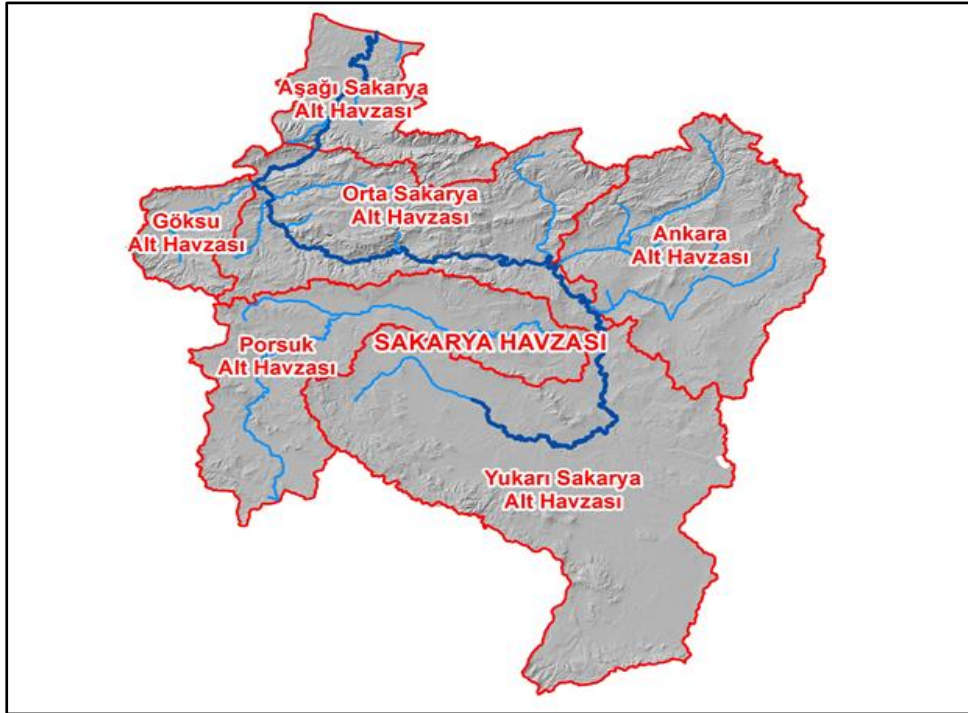 Aşağı Sakarya
Alt Havzası
Orta Sakarya
Alt Havzası
Göksu
Alt Havzası
Ankara
Alt Havzası
SAKARYA HAVZASI
Porsuk
Alt Havzası
Yukarı Sakarya
Alt Havzası